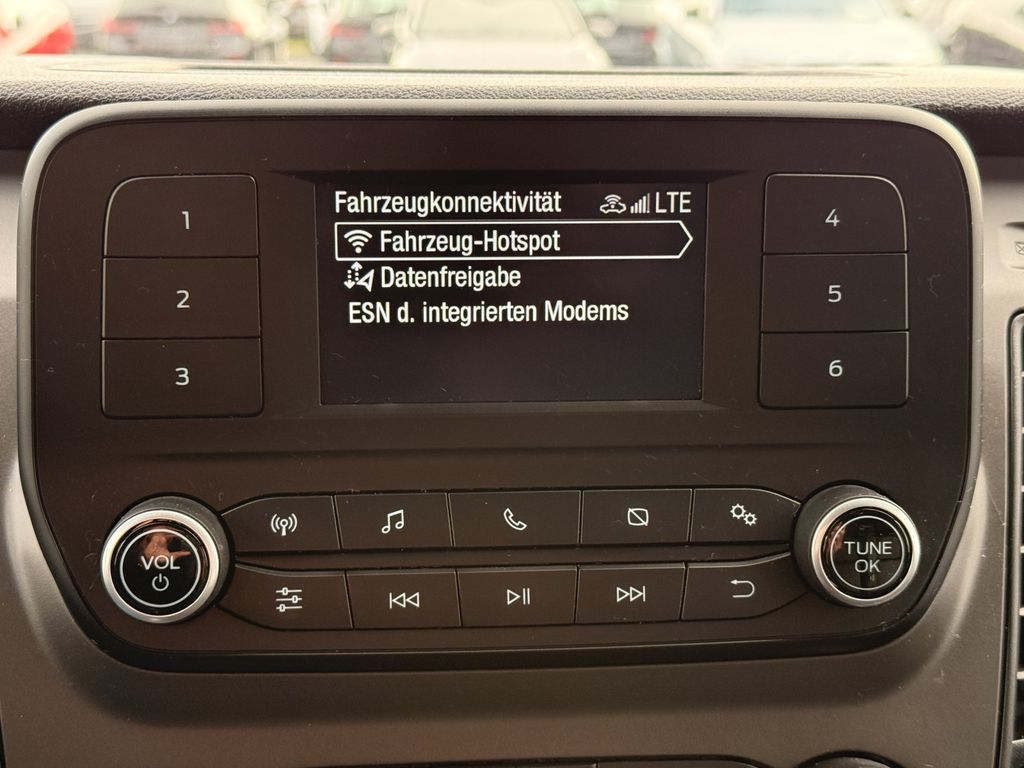 Fahrzeugkonnektivität LTE
Fahrzeug-Hotspot
Datenfreigabe
ESN d. integrierten Modems
1
2
3
4
5
6
VOL
TUNE
OK